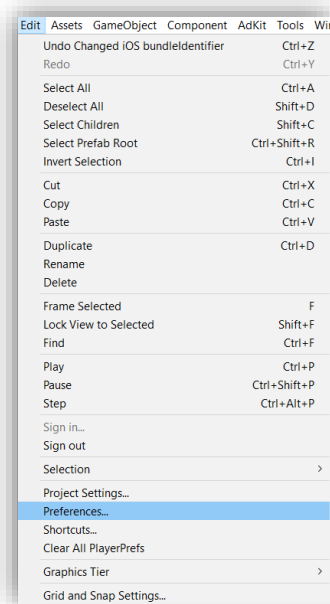 Edit Assets GameObject Component AdKit Tools
Undo Changed iOS bundleIdentifier Ctrl+Z
Redo Ctrl+Y
Select All Ctrl+A
Deselect All Shift+D
Select Children Shift+C
Select Prefab Root Ctrl+Shift+R
Invert Selection Ctrl+I
Cut Ctrl+X
Copy Ctrl+C
Paste Ctrl+V
Duplicate Ctrl+D
Rename
Delete
Frame Selected F
Lock View to Selected Shift+F
Find Ctrl+F
Play Ctrl+P
Pause Ctrl+Shift+P
Step Ctrl+Alt+P
Sign in...
Sign out
Selection >
Project Settings...
Preferences...
Shortcuts...
Clear All PlayerPrefs
Graphics Tier >
Grid and Snap Settings...